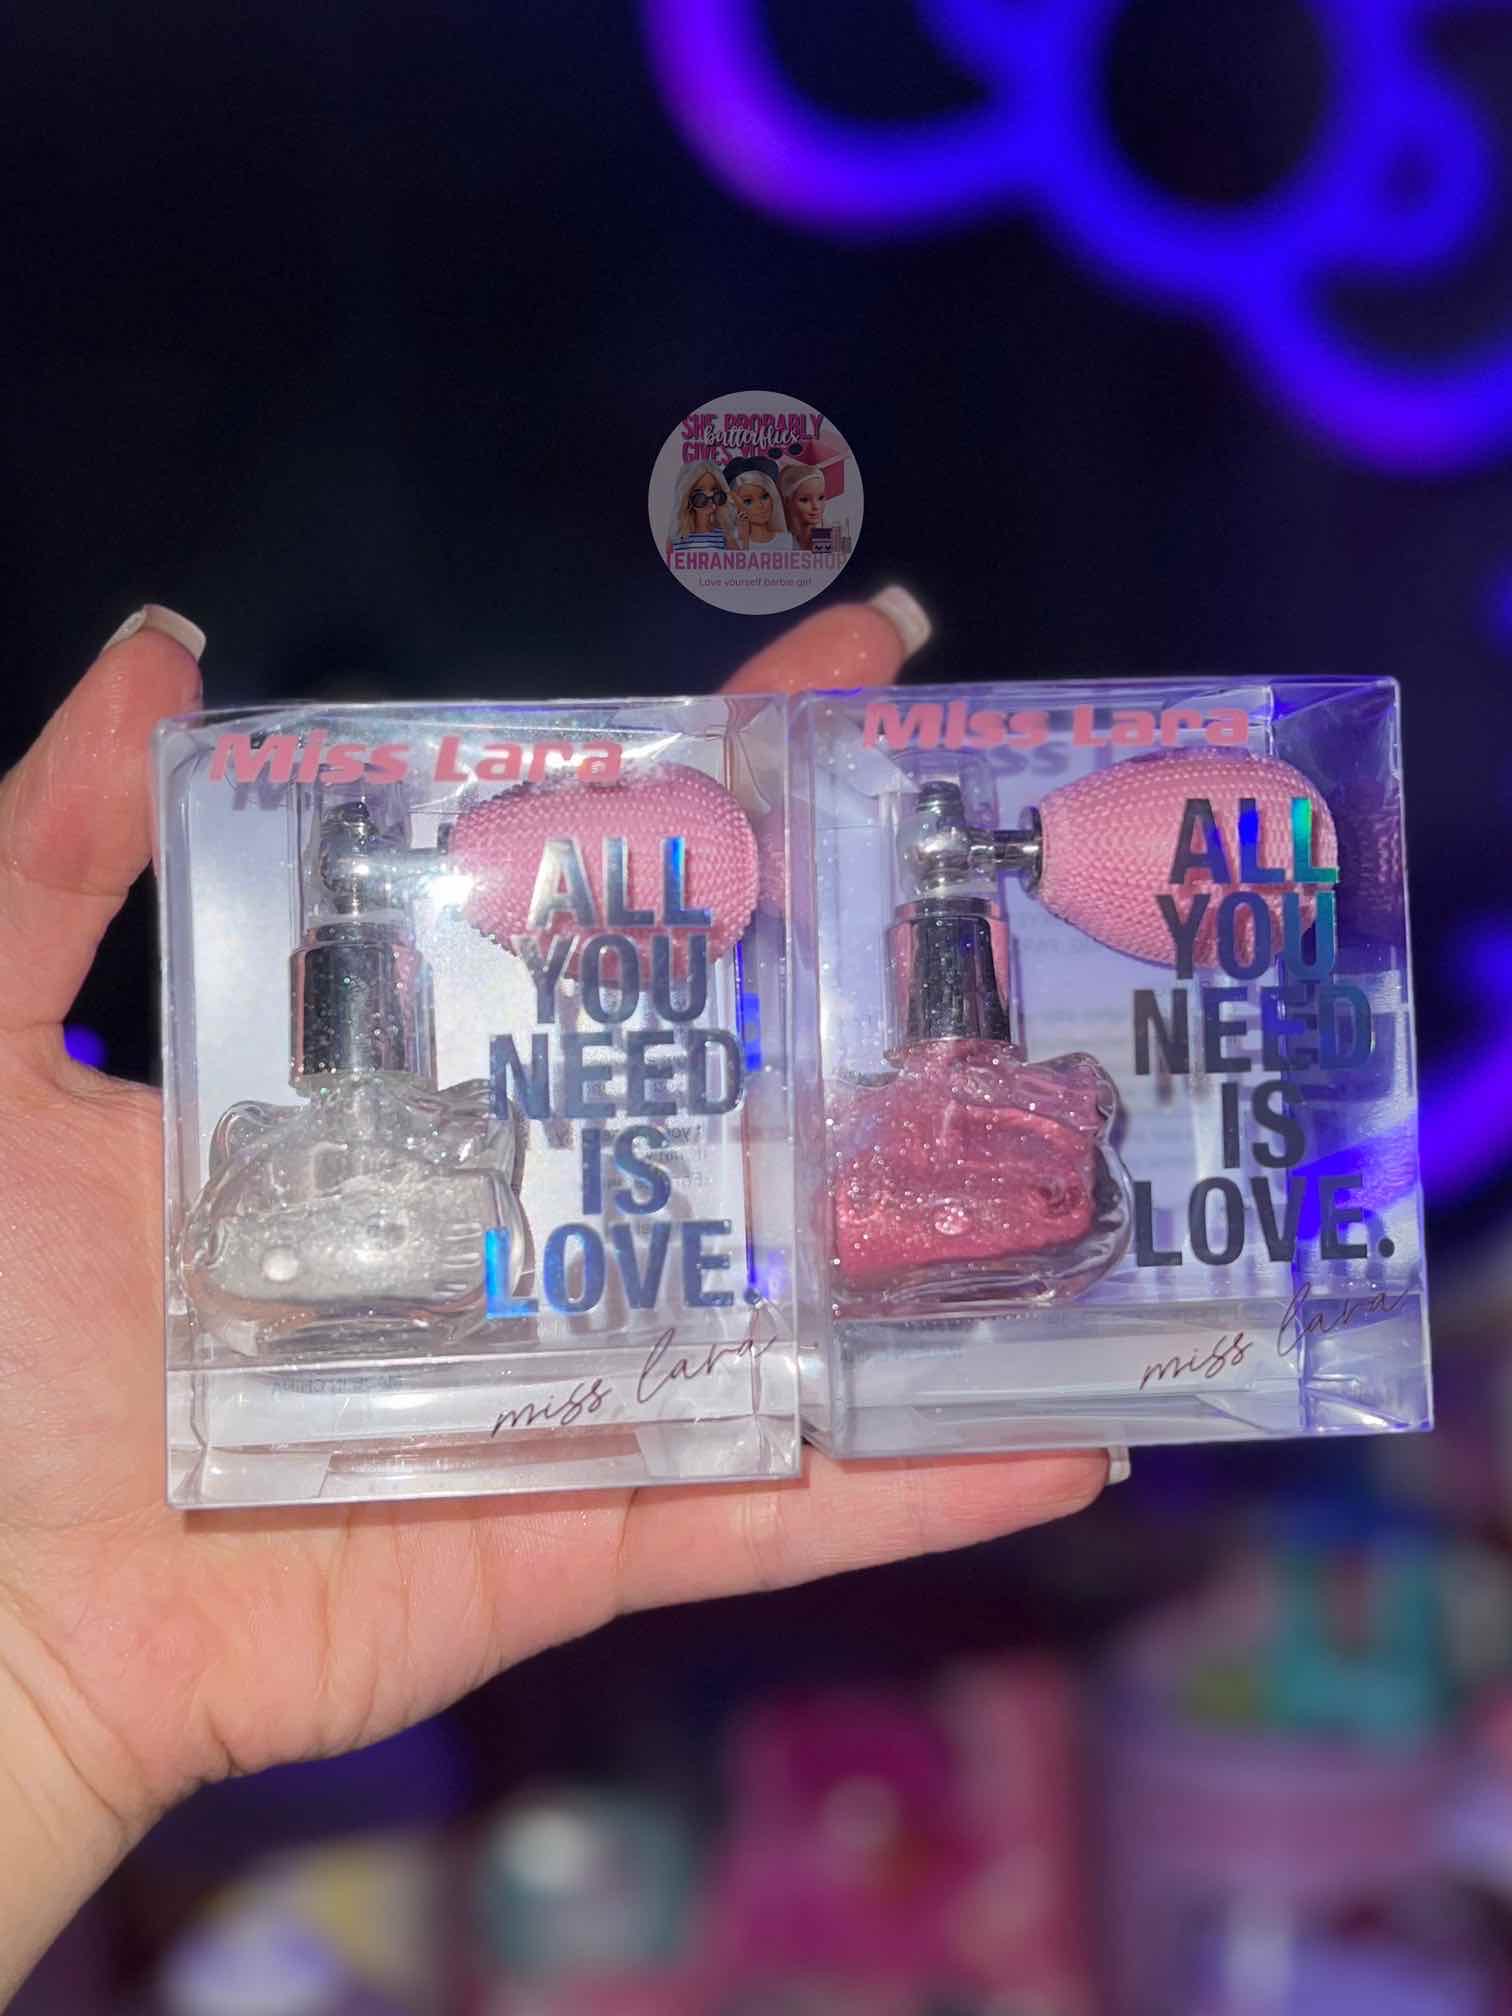 SHE PROBABLY
butterflies
GIVES YOU
TEHRANBARBIESHOP
Love yourself barbie girl
Miss Lara
ALL
YOU
NEED
IS
LOVE.
miss lara
Miss Lara
ALL
YOU
NEED
IS
LOVE.
miss lara